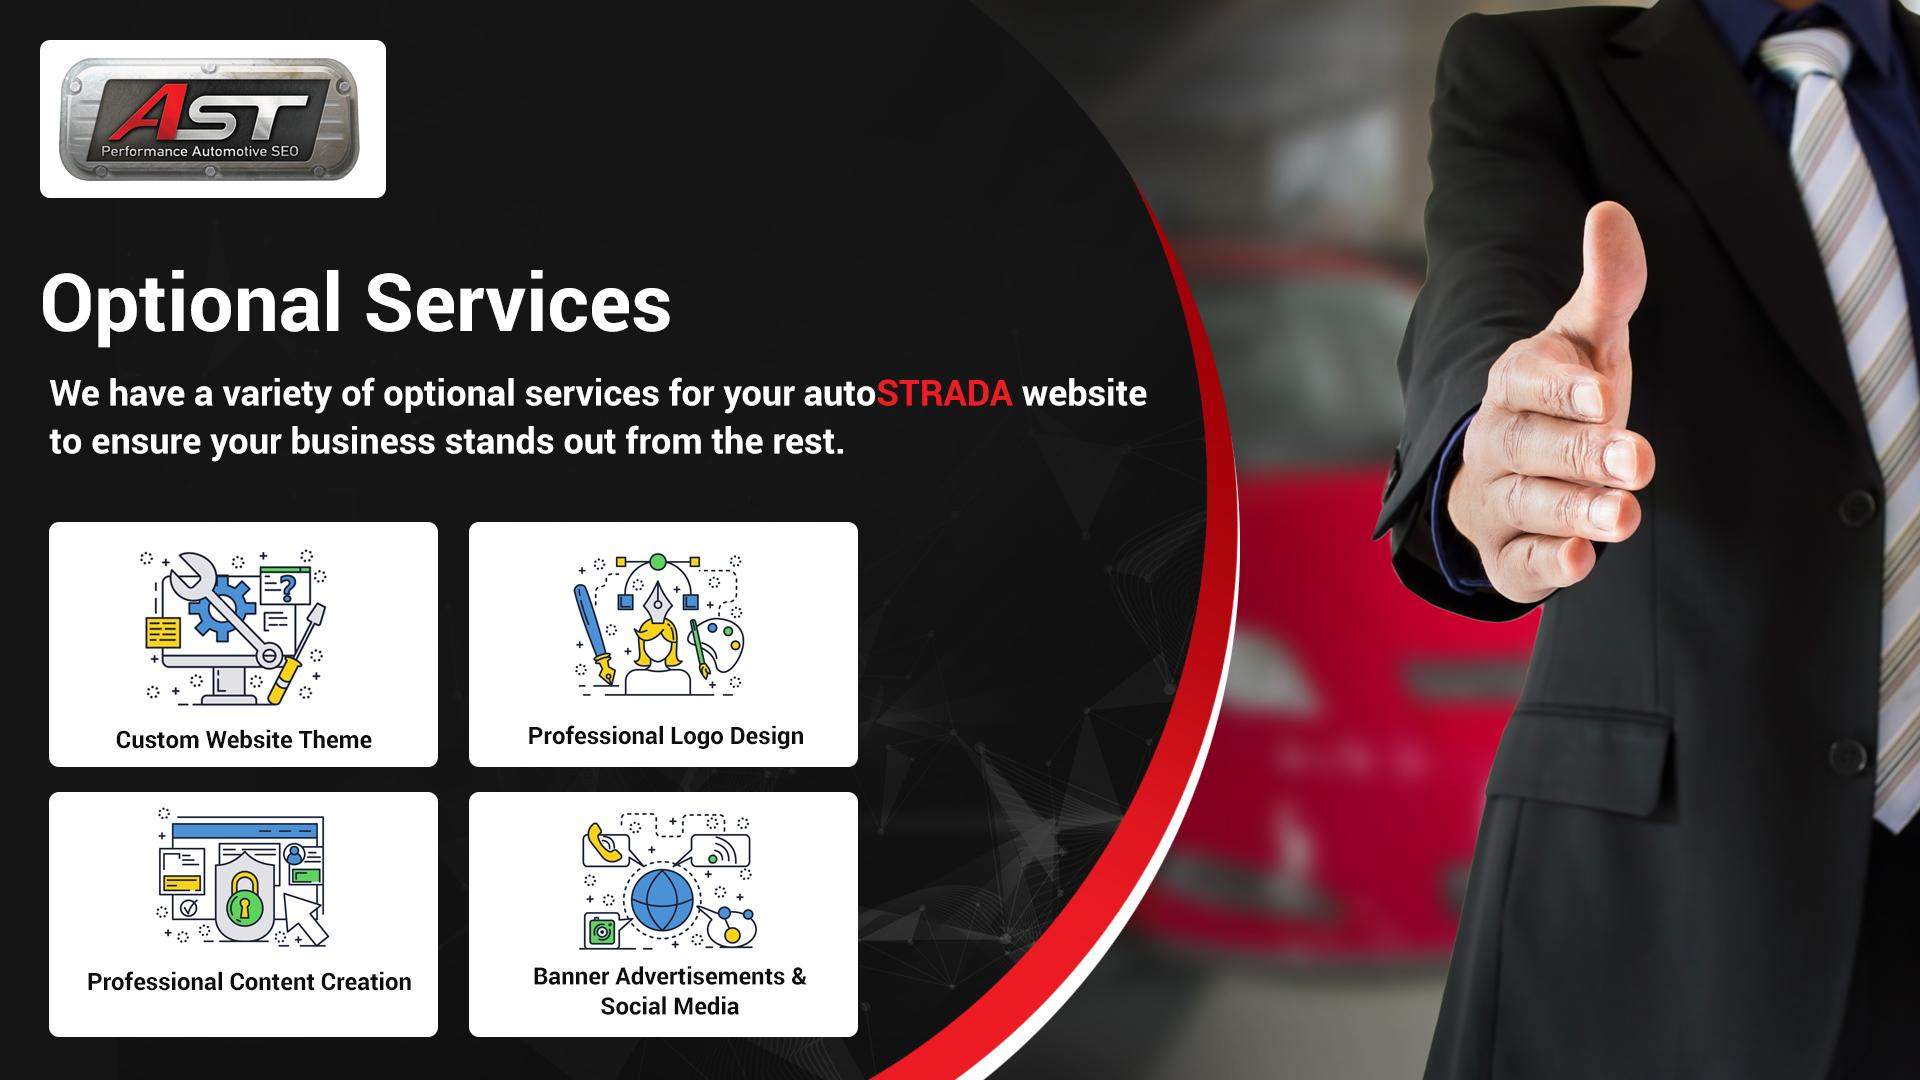 AST
Performance Automotive SEO
Optional Services
We have a variety of optional services for your autoSTRADA website
to ensure your business stands out from the rest.
?
Custom Website Theme
Professional Logo Design
Professional Content Creation
Banner Advertisements &
Social Media